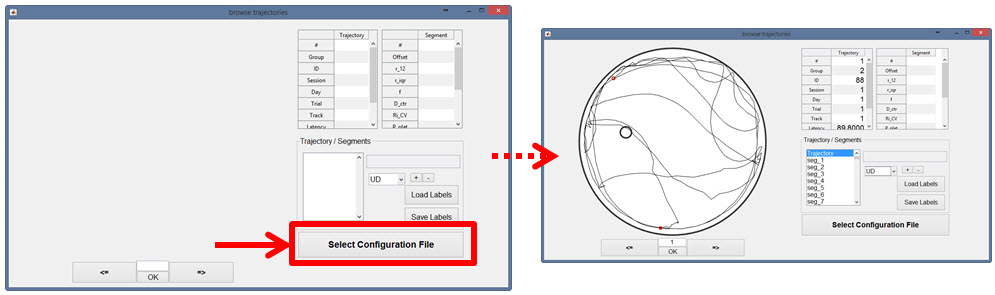 browse trajectories
Trajectory
#
Group
ID
Session
Day
Trial
Track
Latency
Segment
#
Offset
r_12
r_iqr
f
D_ctr
Ri_CV
P_plat
Trajectory / Segments
UD
+ -
Load Labels
Save Labels
Select Configuration File
<=
OK
=>
browse trajectories
Trajectory
# 1
Group 2
ID 88
Session 1
Day 1
Trial 1
Track 1
Latency 89.8000
Segment
#
Offset
r_12
r_iqr
f
D_ctr
Ri_CV
P_plat
Trajectory / Segments
Trajectory
seg_1
seg_2
seg_3
seg_4
seg_5
seg_6
seg_7
UD
+ -
Load Labels
Save Labels
Select Configuration File
<=
1
OK
=>